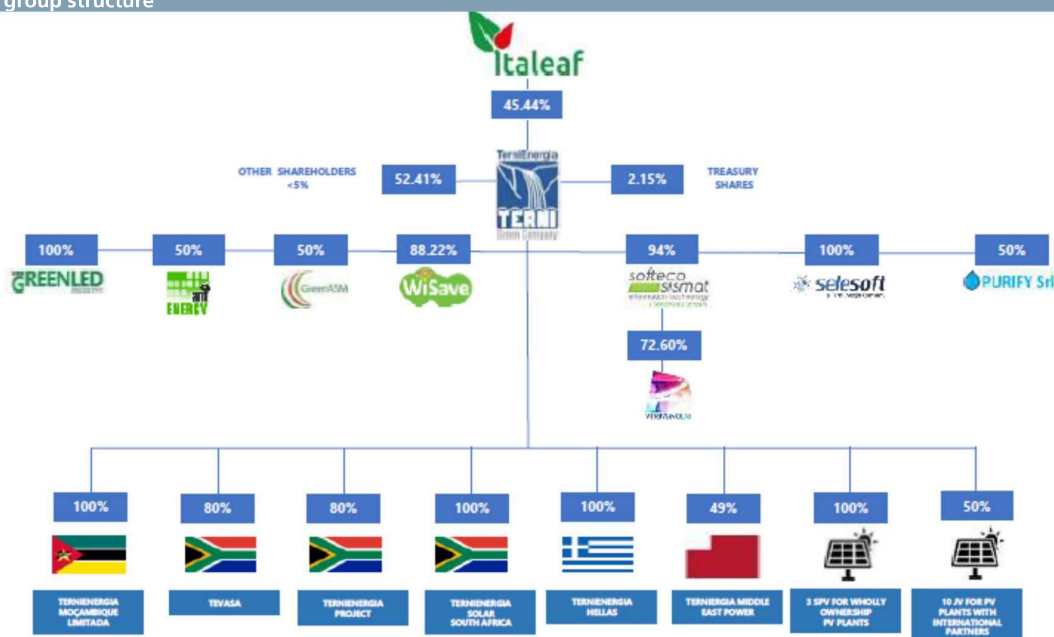 group structure
Italeaf
45.44%
TerniEnergia
OTHER SHAREHOLDERS
<5%
52.41%
2.15%
TREASURY
SHARES
TERNI
Green Company
100%
50%
50%
88.22%
94%
100%
50%
GREENLED
ENERGY
GreenASM
WiSave
softeco
sismat
selesoft
PURIFY Srl
72.60%
100%
80%
80%
100%
100%
49%
100%
50%
TERNIENERGIA
MOÇAMBIQUE
LIMITADA
TEVASA
TERNIENERGIA
PROJECT
TERNIENERGIA
SOLAR
SOUTH AFRICA
TERNIENERGIA
HELLAS
TERNIERGIA MIDDLE
EAST POWER
3 SPV FOR WHOLLY
OWNERSHIP
PV PLANTS
10 JV FOR PV
PLANTS WITH
INTERNATIONAL
PARTNERS